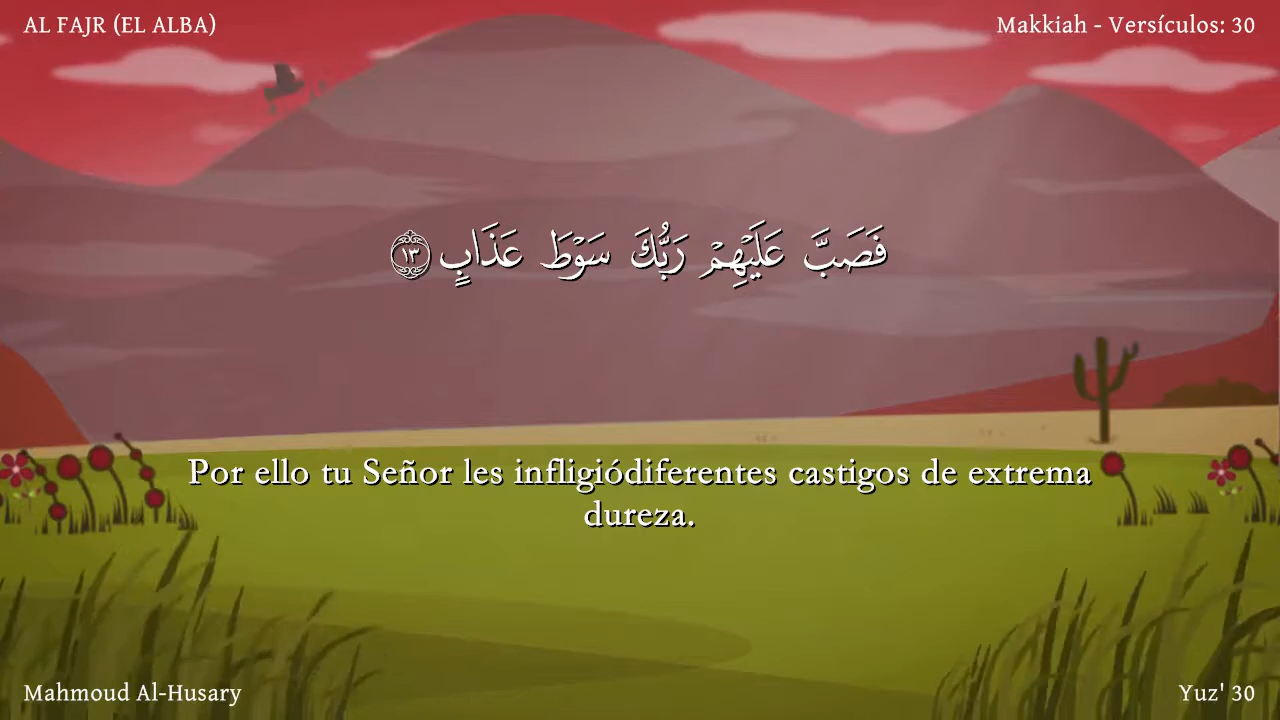 AL FAJR (EL ALBA)
Makkiah - Versículos: 30
فَصَبَّ عَلَيْهِمْ رَبُّكَ سَوْطَ عَذَابٍ ١٣
Por ello tu Señor les infligiódiferentes castigos de extrema
dureza.
Mahmoud Al-Husary
Yuz' 30